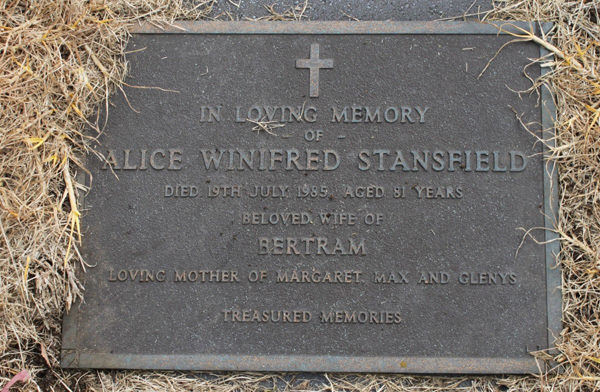 IN LOVING MEMORY
- OF -
ALICE WINIFRED STANSFIELD
DIED 19TH JULY 1985 AGED 81 YEARS
BELOVED WIFE OF
BERTRAM
LOVING MOTHER OF MARGARET, MAX AND GLENYS
TREASURED MEMORIES